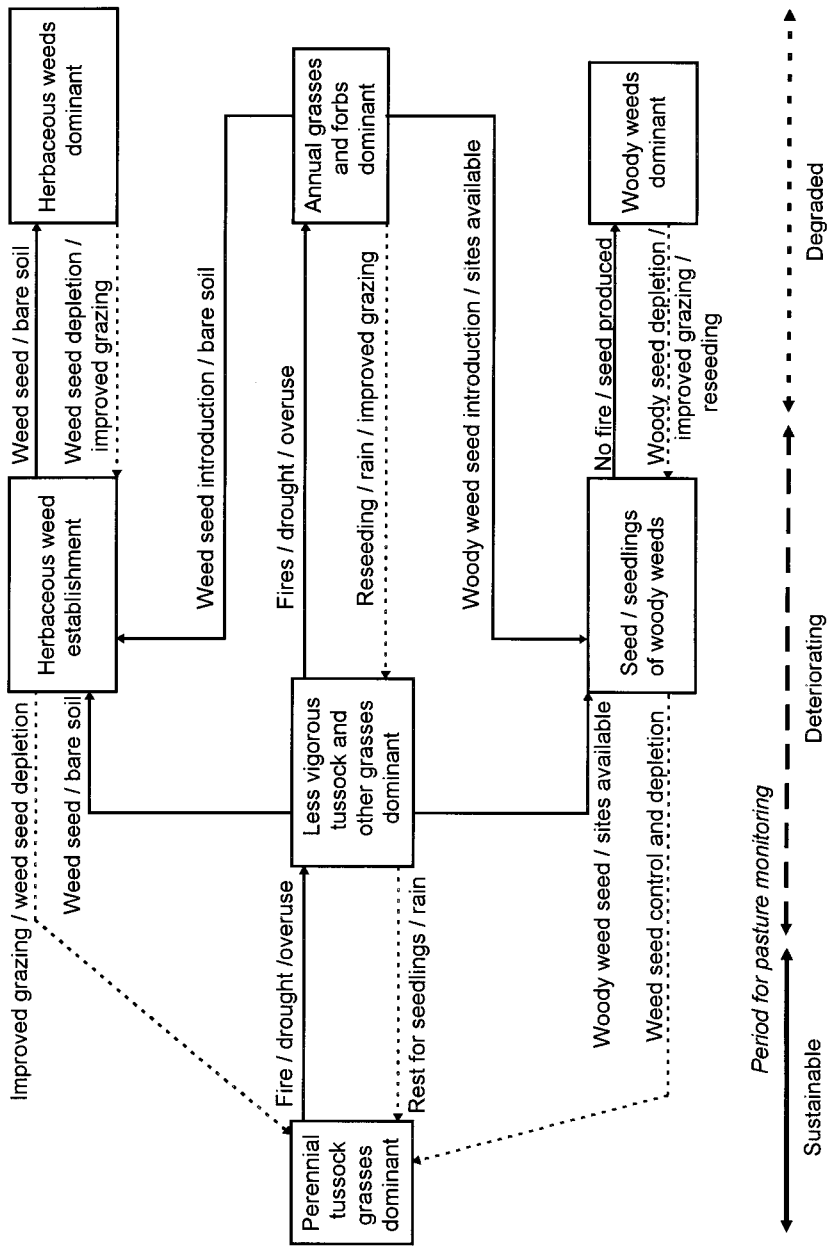 Herbaceous weeds
dominant
Annual grasses
and forbs
dominant
Woody weeds
dominant
Weed seed / bare soil
Weed seed depletion /
improved grazing
Weed seed introduction / bare soil
Fires / drought / overuse
Reseeding / rain / improved grazing
Woody weed seed introduction / sites available
No fire / seed produced
Woody seed depletion /
improved grazing /
reseeding
Herbaceous weed
establishment
Less vigorous
tussock and
other grasses
dominant
Seed / seedlings
of woody weeds
Improved grazing / weed seed depletion
Weed seed / bare soil
Fire / drought /overuse
Rest for seedlings / rain
Woody weed seed / sites available
Weed seed control and depletion
Perennial
tussock
grasses
dominant
Period for pasture monitoring
Sustainable
Deteriorating
Degraded